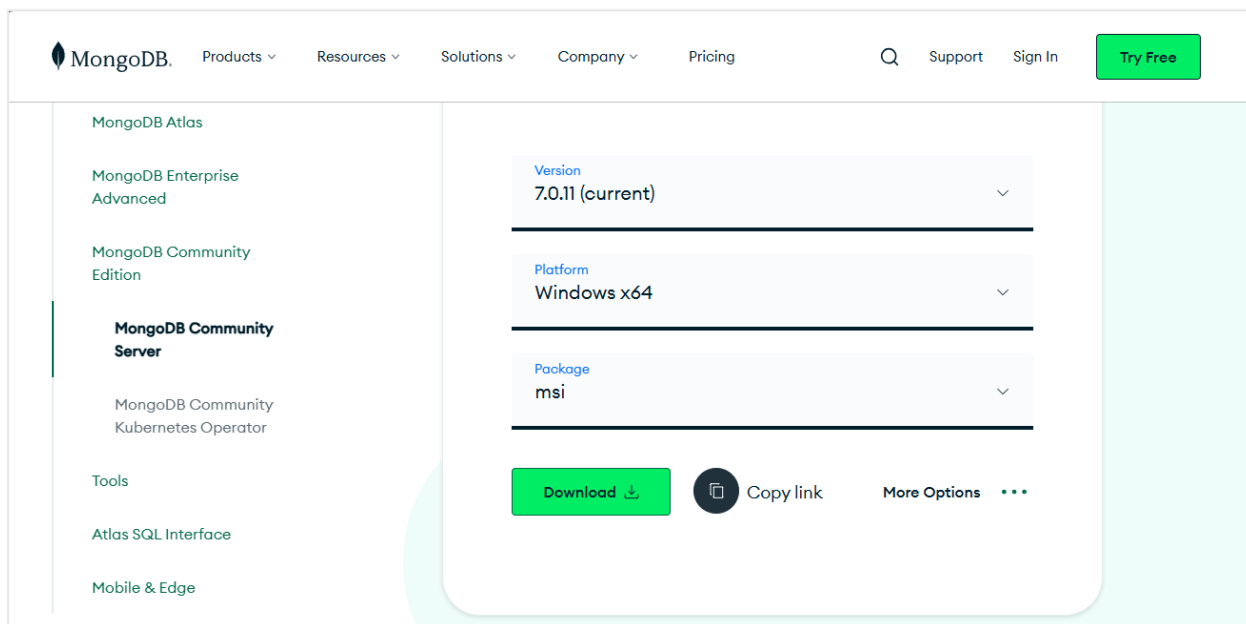 MongoDB.
Products
Resources
Solutions
Company
Pricing
Support
Sign In
Try Free
MongoDB Atlas
MongoDB Enterprise
Advanced
MongoDB Community
Edition
MongoDB Community
Server
MongoDB Community
Kubernetes Operator
Tools
Atlas SQL Interface
Mobile & Edge
Version
7.0.11 (current)
Platform
Windows x64
Package
msi
Download
Copy link
More Options